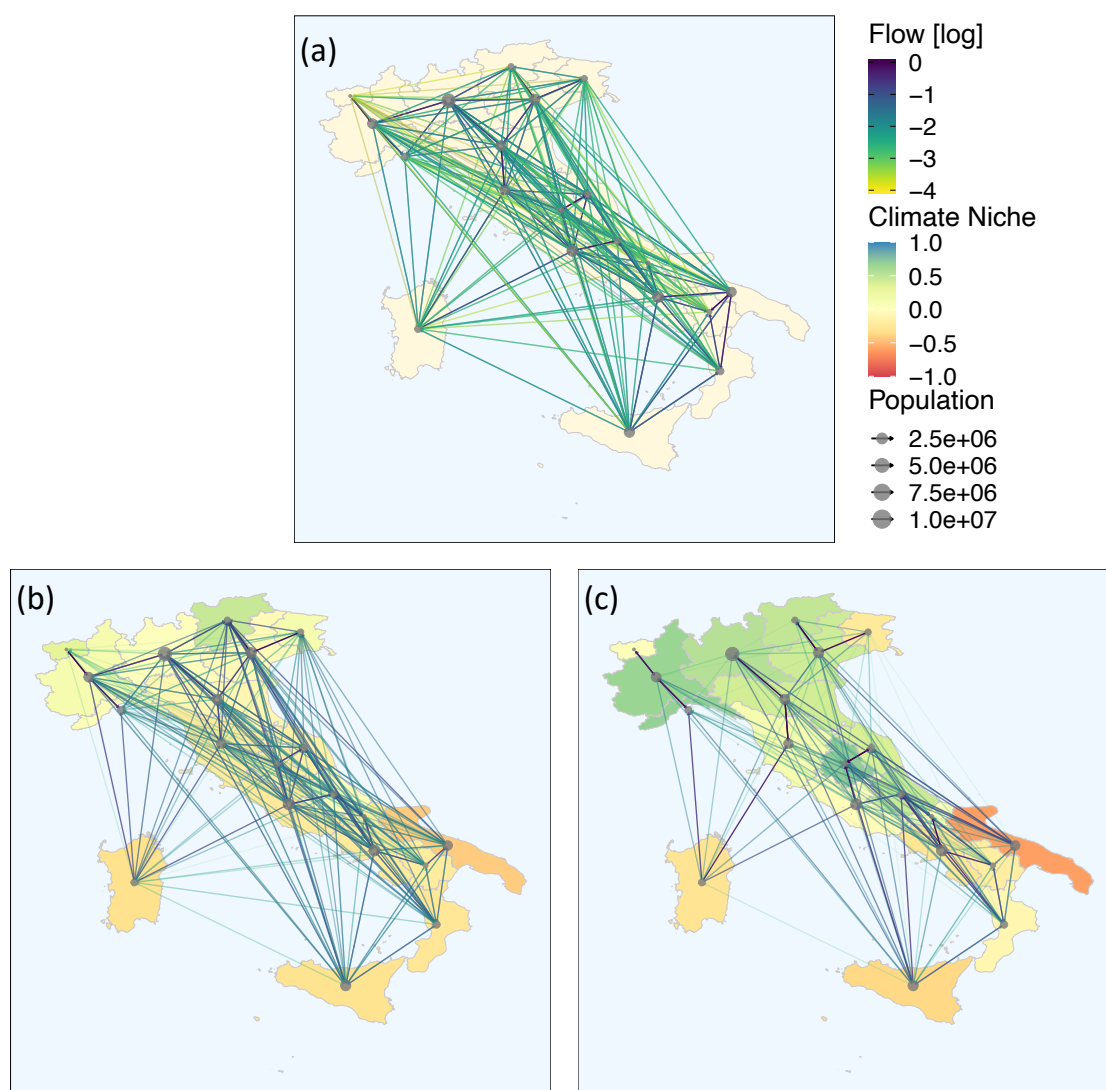 (a)
Flow [log]
0
−1
−2
−3
−4
Climate Niche
1.0
0.5
0.0
−0.5
−1.0
Population
2.5e+06
5.0e+06
7.5e+06
1.0e+07
(b)
(c)